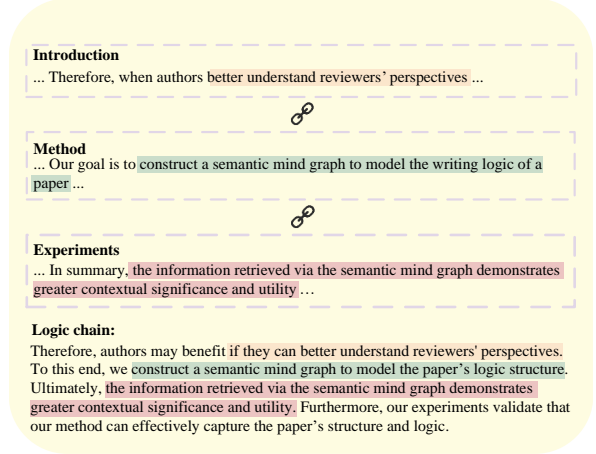 Introduction
... Therefore, when authors better understand reviewers' perspectives ...
Method
... Our goal is to construct a semantic mind graph to model the writing logic of a
paper ...
Experiments
... In summary, the information retrieved via the semantic mind graph demonstrates
greater contextual significance and utility ...
Logic chain:
Therefore, authors may benefit if they can better understand reviewers' perspectives.
To this end, we construct a semantic mind graph to model the paper's logic structure.
Ultimately, the information retrieved via the semantic mind graph demonstrates
greater contextual significance and utility. Furthermore, our experiments validate that
our method can effectively capture the paper's structure and logic.